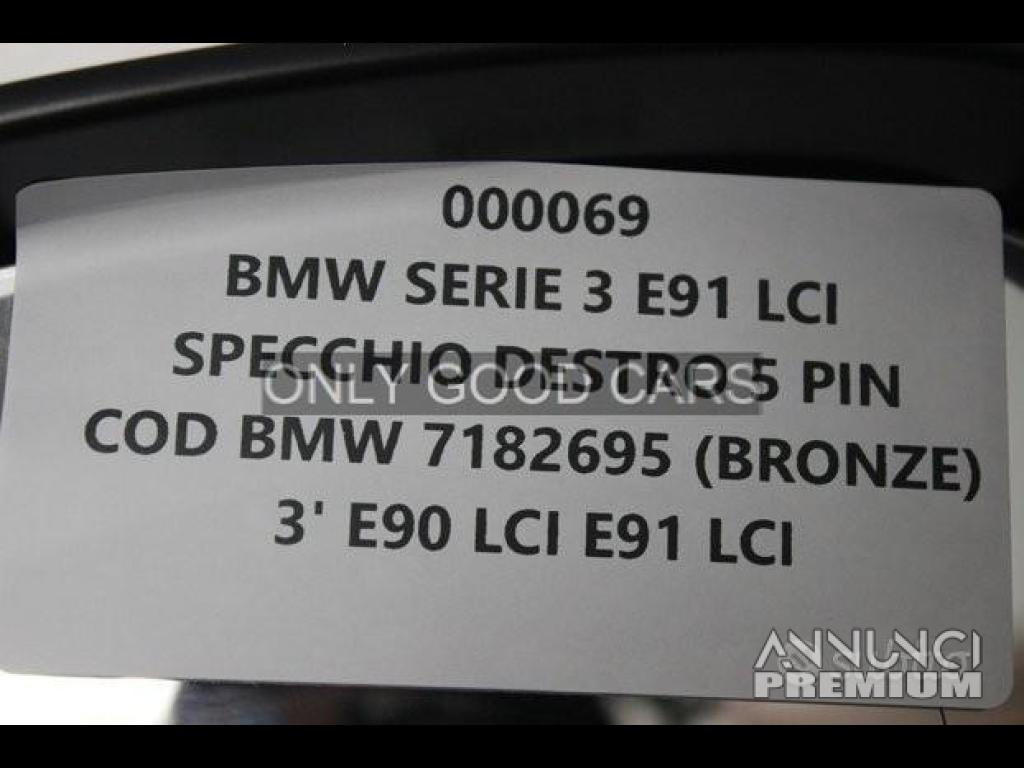 000069
BMW SERIE 3 E91 LCI
SPECCHIO DESTRO 5 PIN
ONLY GOOD CARS
COD BMW 7182695 (BRONZE)
3' E90 LCI E91 LCI
ANNUNCI
PREMIUM